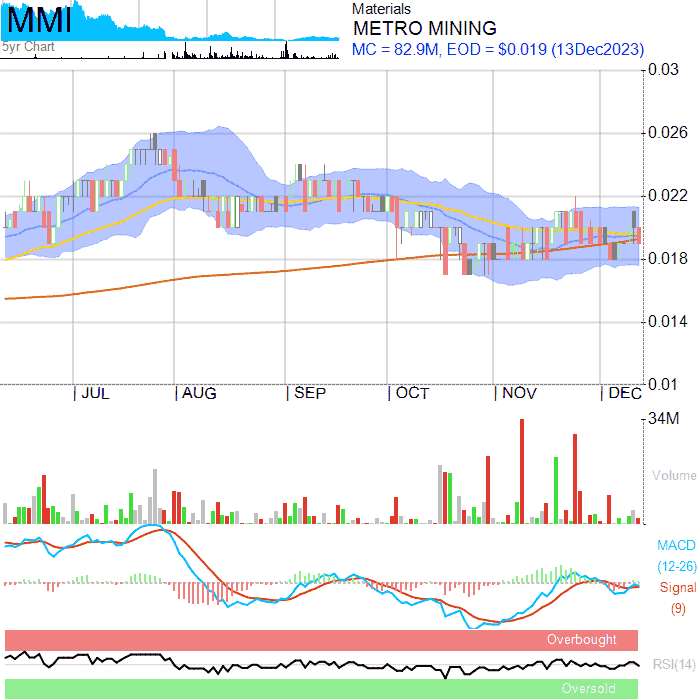 MMI
5yr Chart
Materials
METRO MINING
MC = 82.9M, EOD = $0.019 (13Dec2023)
0.03
0.026
0.022
0.018
0.014
0.01
JUL AUG SEP OCT NOV DEC
34M
Volume
MACD
(12-26)
Signal
(9)
Overbought
RSI(14)
Oversold